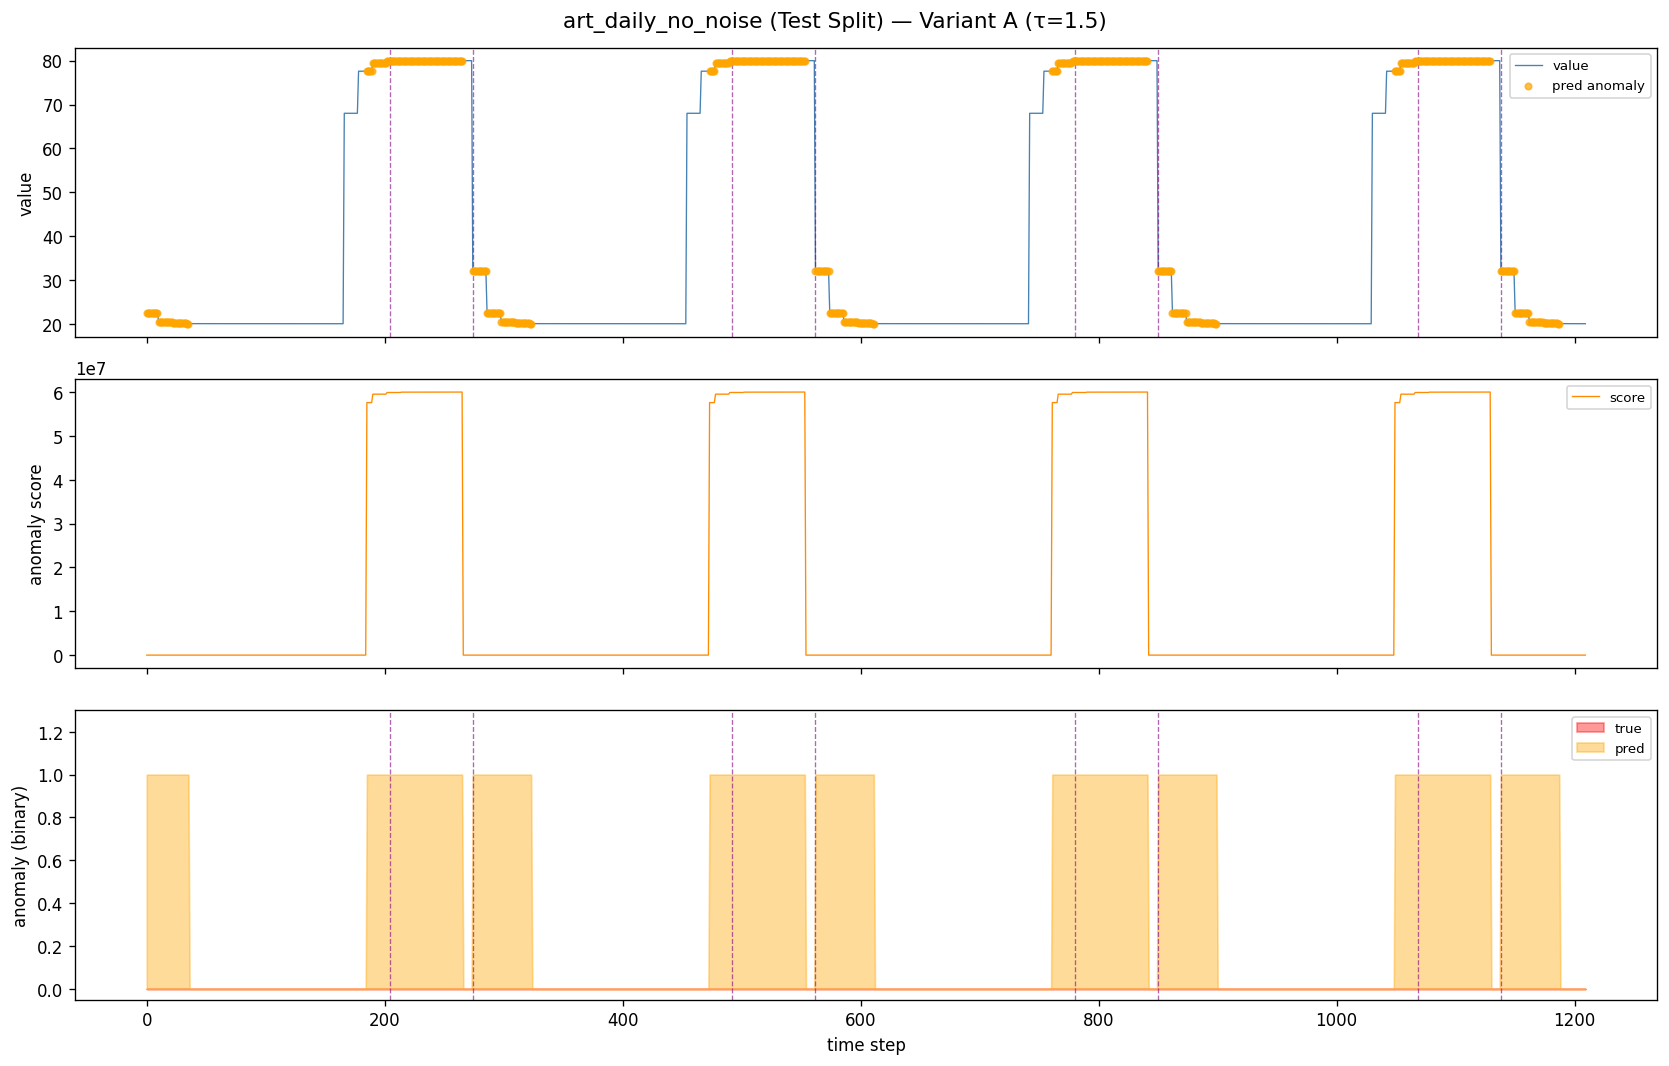 art_daily_no_noise (Test Split) — Variant A (τ=1.5)
80
70
60
50
40
30
20
value
value
pred anomaly
1e7
6
5
4
3
2
1
0
anomaly score
score
1.2
1.0
0.8
0.6
0.4
0.2
0.0
anomaly (binary)
true
pred
0
200
400
600
800
1000
1200
time step